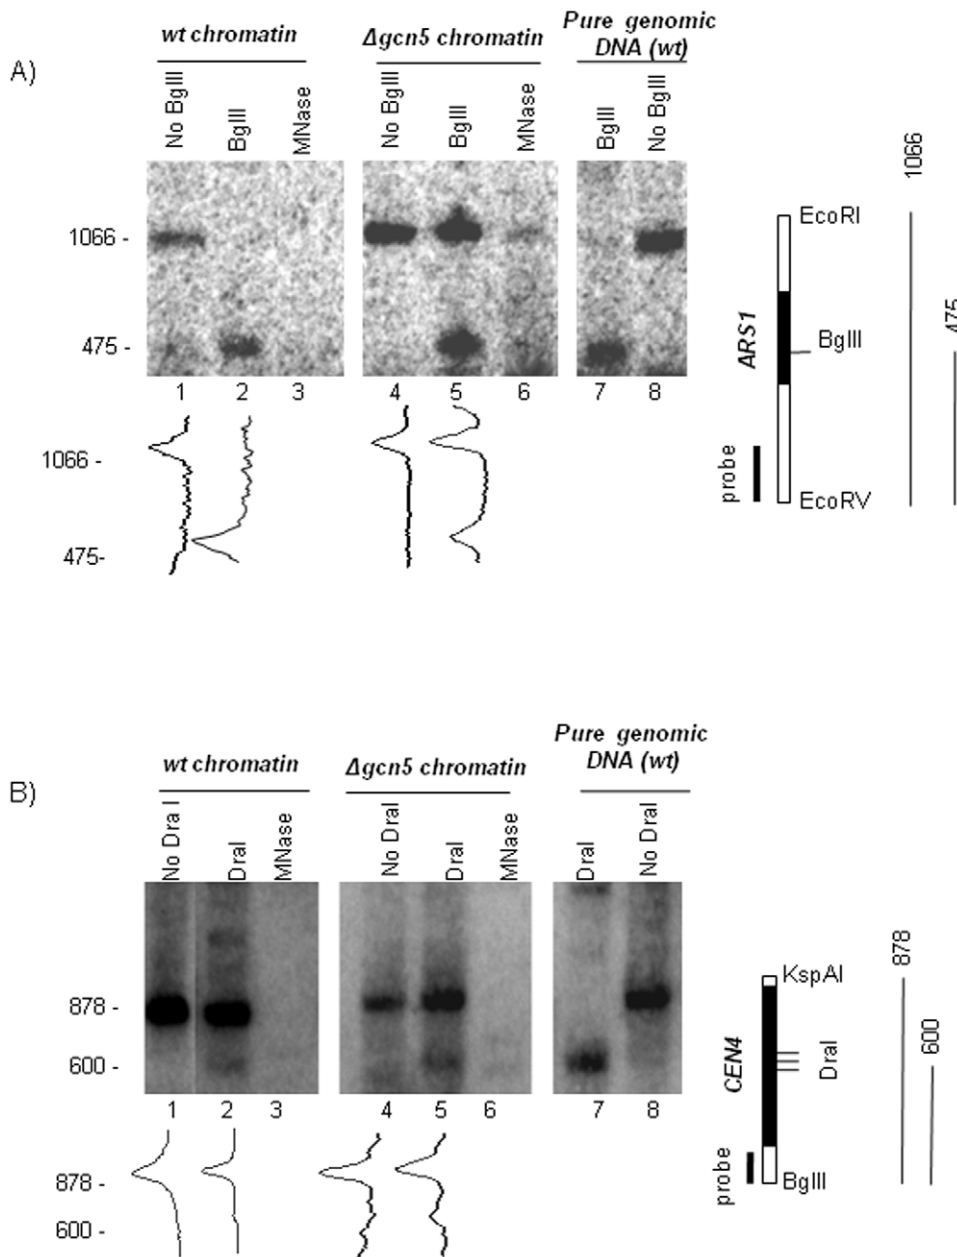 A)
wt chromatin
Δgcn5 chromatin
Pure genomic
DNA (wt)
No BglII
BglII
MNase
No BglII
BglII
MNase
BglII
No BglII
1066 -
475 -
1 2 3 4 5 6 7 8
1066 -
475-
EcoRI
BglII
EcoRV
ARS1
probe
1066
475
B)
wt chromatin
Δgcn5 chromatin
Pure genomic
DNA (wt)
No Dra I
DraI
MNase
No DraI
DraI
MNase
DraI
No DraI
878 -
600 -
1 2 3 4 5 6 7 8
878 -
600 -
KspAI
DraI
BglII
CEN4
probe
878
600